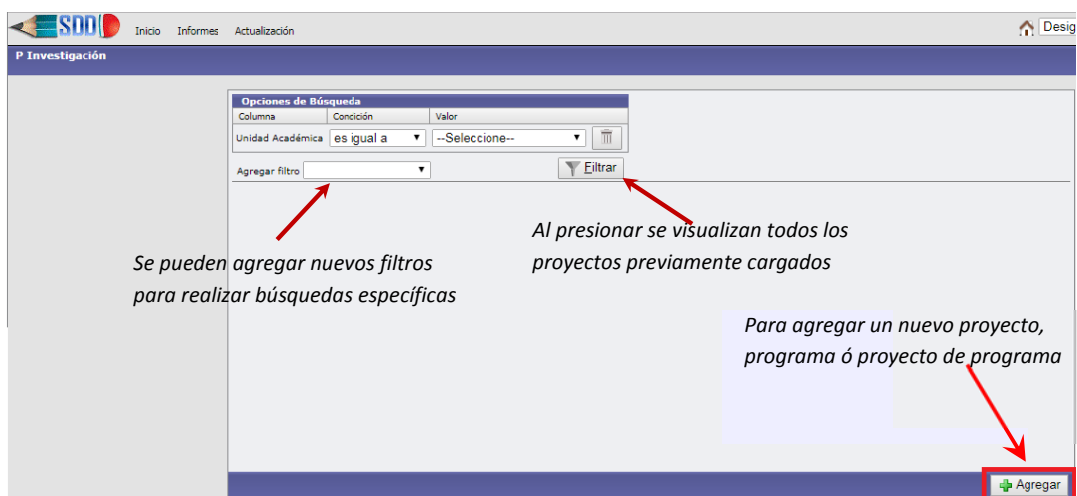 SDD Inicio Informes Actualización Desig
P Investigación
Opciones de Búsqueda
Columna Concición Valor
Unidad Académica es igual a --Seleccione--
Agregar filtro Filtrar
Al presionar se visualizan todos los
proyectos previamente cargados
Se pueden agregar nuevos filtros
para realizar búsquedas específicas
Para agregar un nuevo proyecto,
programa ó proyecto de programa
Agregar